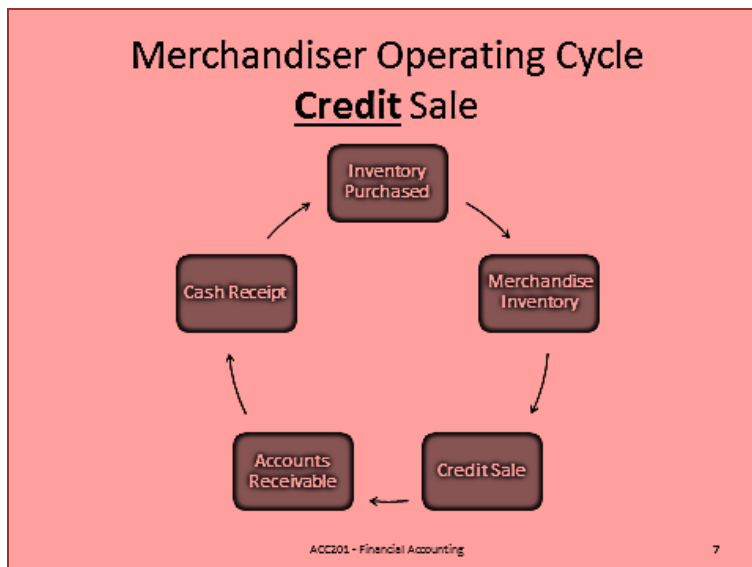 Merchandiser Operating Cycle
Credit Sale
Inventory
Purchased
Merchandise
Inventory
Credit Sale
Accounts
Receivable
Cash Receipt
ACC201 - Financial Accounting
7